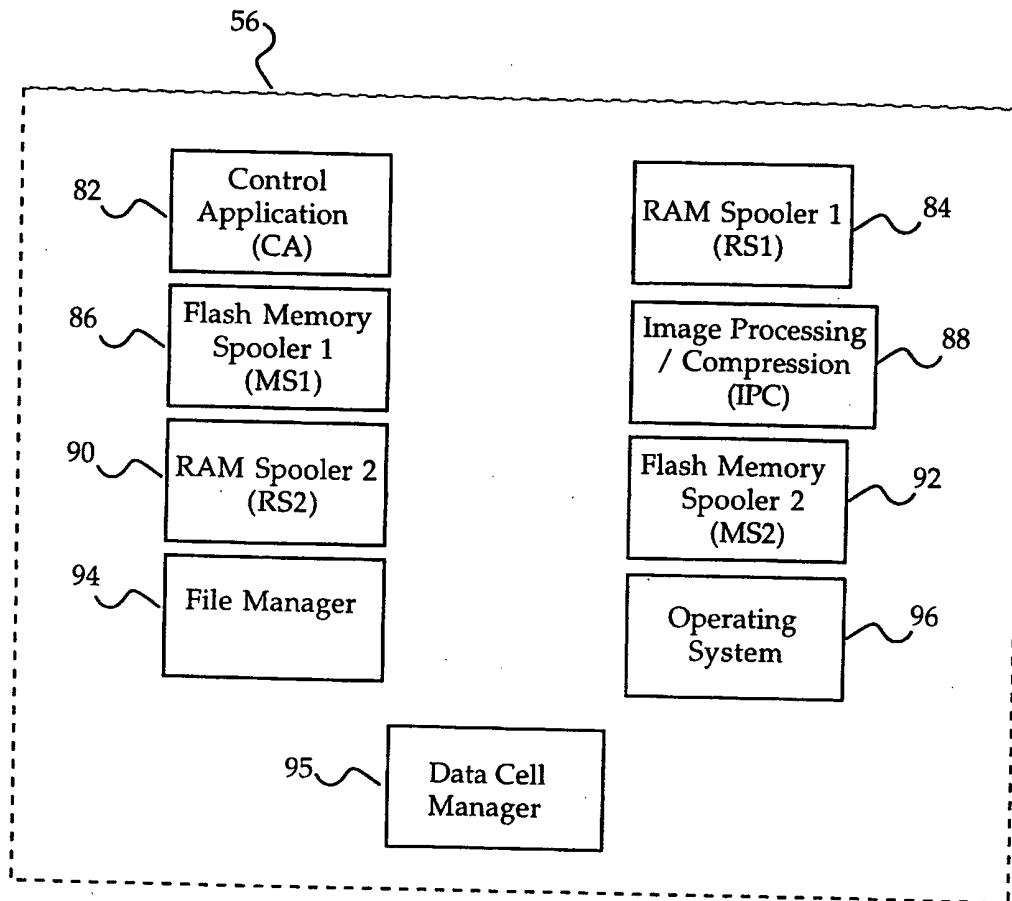 56
82
Control
Application
(CA)
RAM Spooler 1
(RS1)
84
86
Flash Memory
Spooler 1
(MS1)
Image Processing
/ Compression
(IPC)
88
90
RAM Spooler 2
(RS2)
Flash Memory
Spooler 2
(MS2)
92
94
File Manager
Operating
System
96
95
Data Cell
Manager